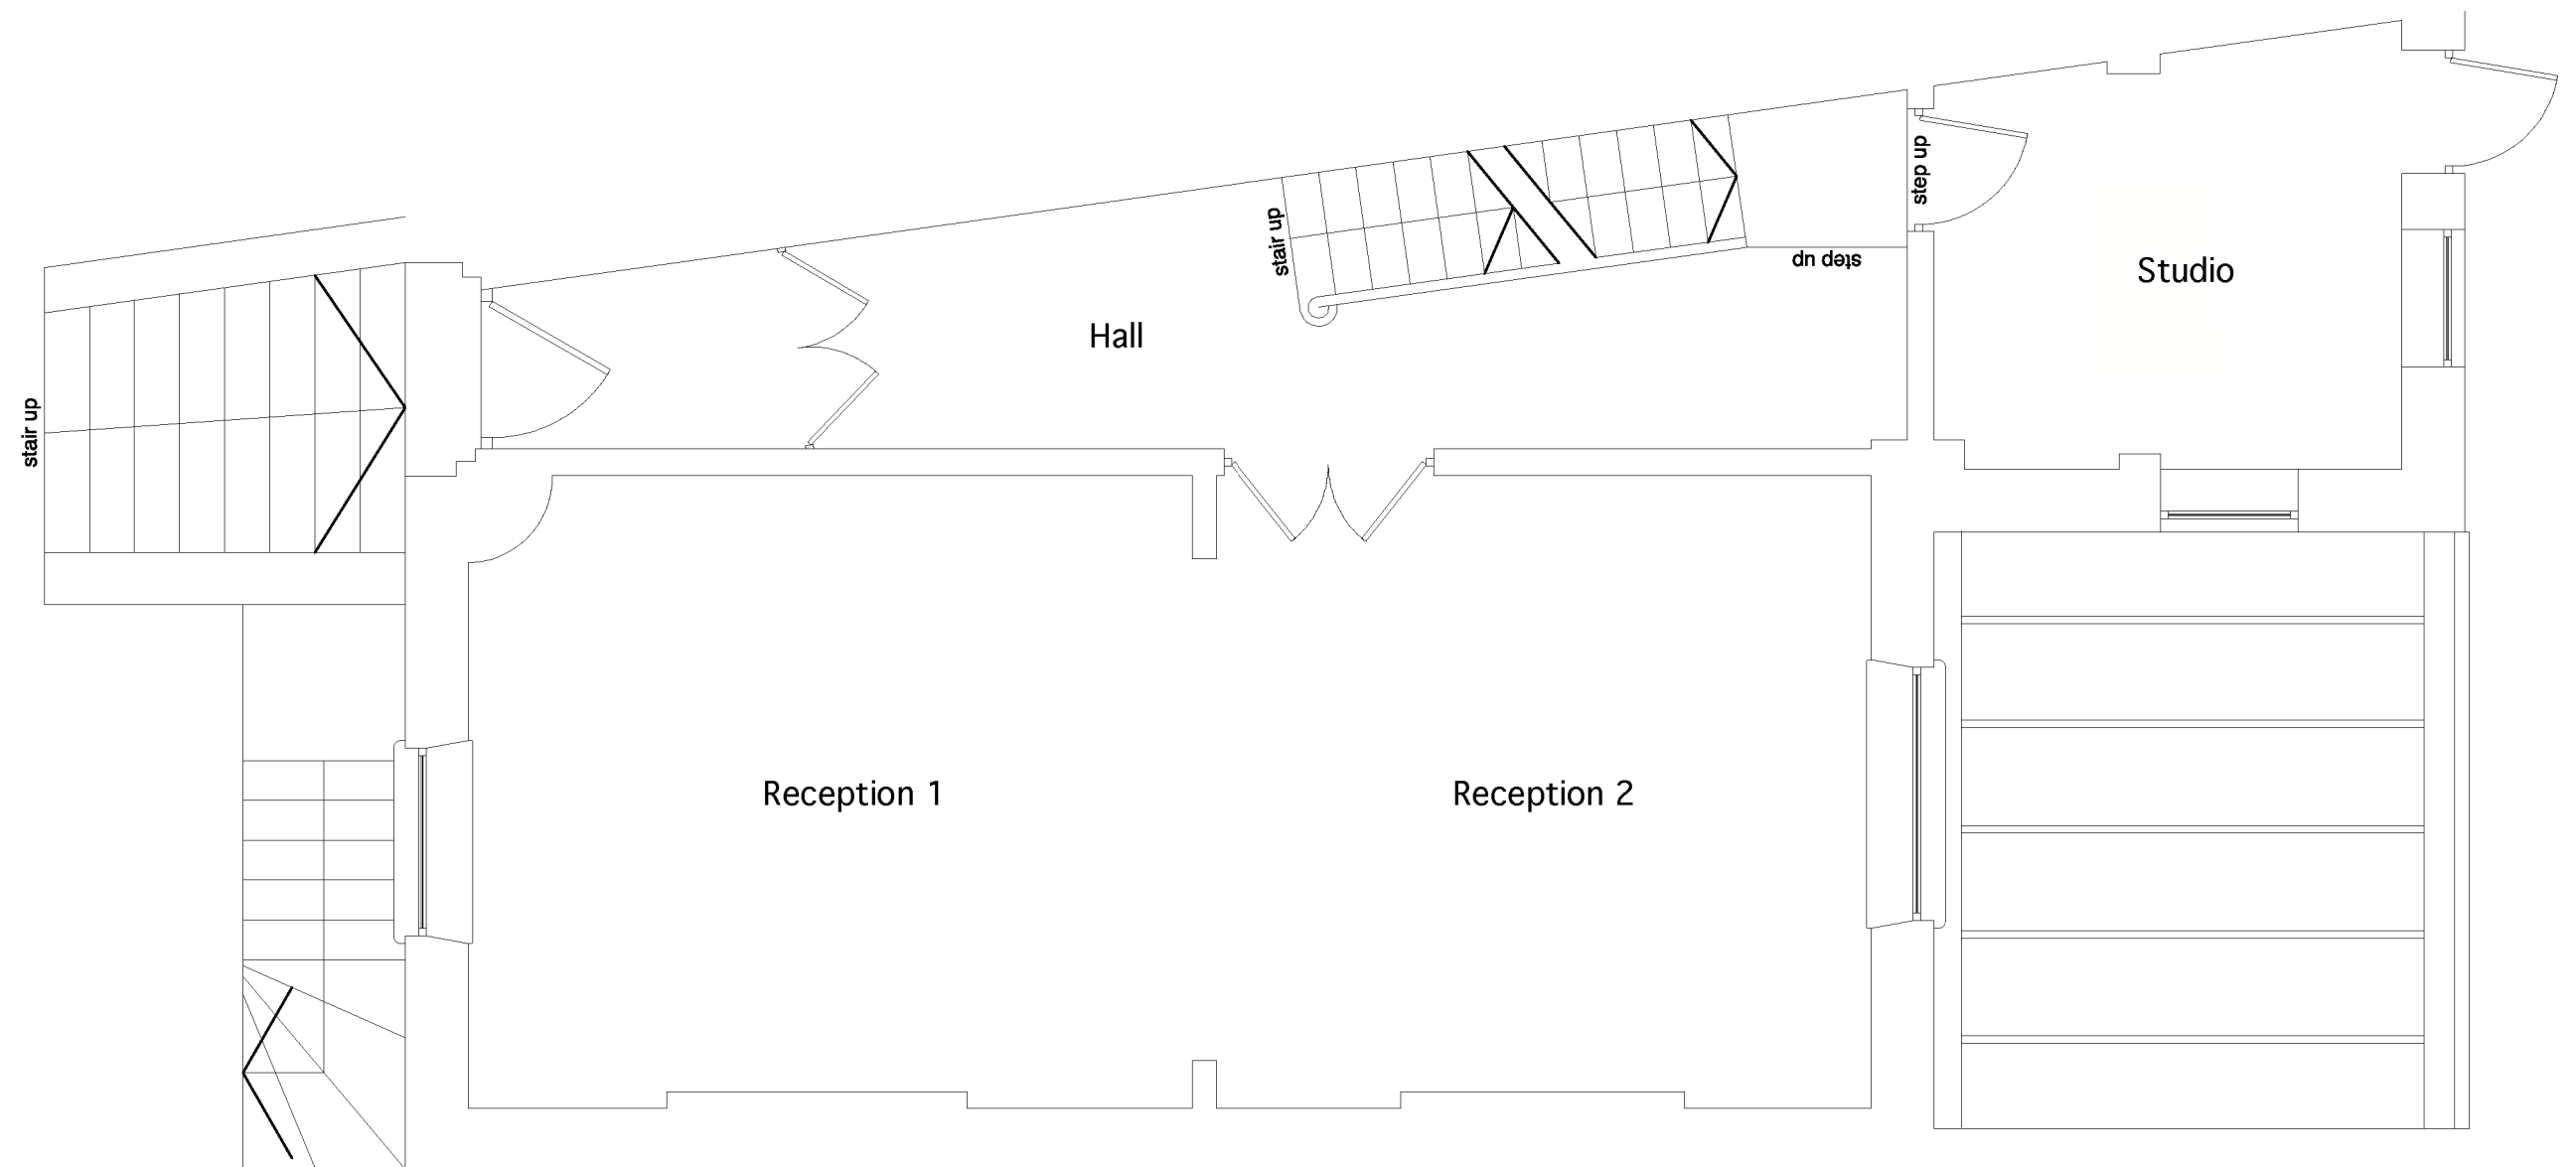 step up
stair up
step up
Studio
Hall
stair up
Reception 1
Reception 2